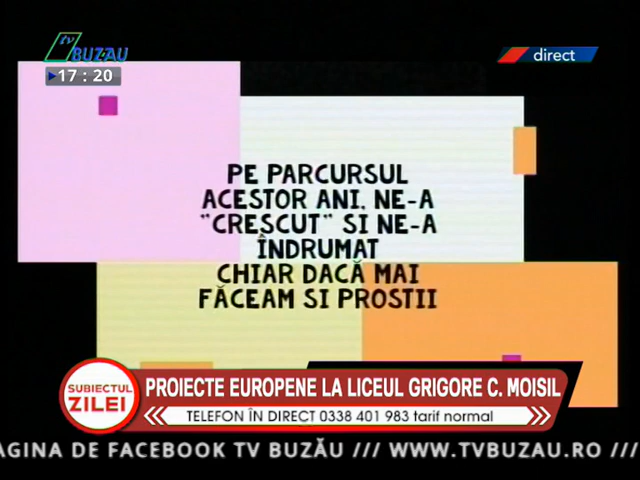 tv
BUZAU
17:20
direct
PE PARCURSUL
ACESTOR ANI, NE-A
"CRESCUT" SI NE-A
ÎNDRUMAT
CHIAR DACĂ MAI
FĂCEAM SI PROSTII
SUBIECTUL
ZILEI
PROIECTE EUROPENE LA LICEUL GRIGORE C. MOISIL
TELEFON ÎN DIRECT 0338 401 983 tarif normal
AGINA DE FACEBOOK TV BUZĂU /// WWW.TVBUZAU.RO ///